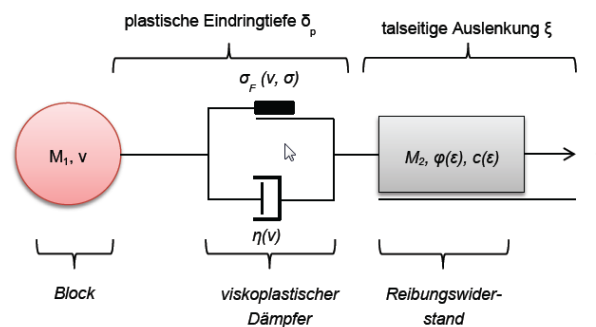 plastische Eindringtiefe δp
talseitige Auslenkung ξ
σF (v, σ)
M1, v
M2, φ(ε), c(ε)
η(v)
Block
viskoplastischer
Dämpfer
Reibungswider-
stand